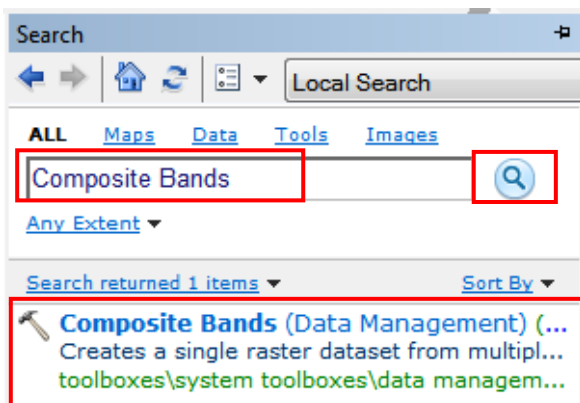 Search
Local Search
ALL Maps Data Tools Images
Composite Bands
Any Extent
Search returned 1 items Sort By
Composite Bands (Data Management) (...
Creates a single raster dataset from multipl...
toolboxes\system toolboxes\data managem...